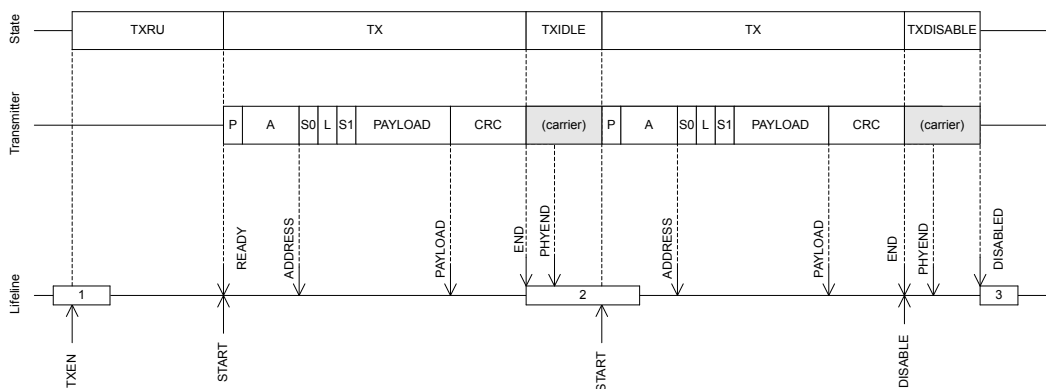 State
TXRU TX TXIDLE TX TXDISABLE
Transmitter
P A S0 L S1 PAYLOAD CRC (carrier) P A S0 L S1 PAYLOAD CRC (carrier)
READY ADDRESS PAYLOAD END PHYEND ADDRESS PAYLOAD END PHYEND DISABLED
Lifeline
1 2 3
TXEN START START DISABLE